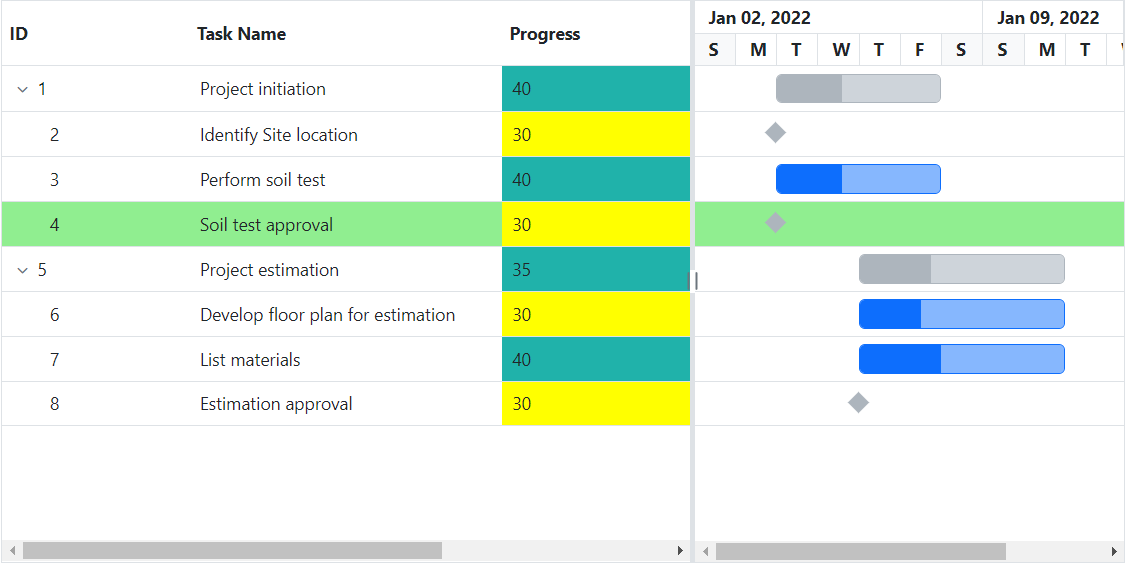 ID Task Name Progress Jan 02, 2022 Jan 09, 2022
S M T W T F S S M T
1 Project initiation 40
2 Identify Site location 30
3 Perform soil test 40
4 Soil test approval 30
5 Project estimation 35
6 Develop floor plan for estimation 30
7 List materials 40
8 Estimation approval 30